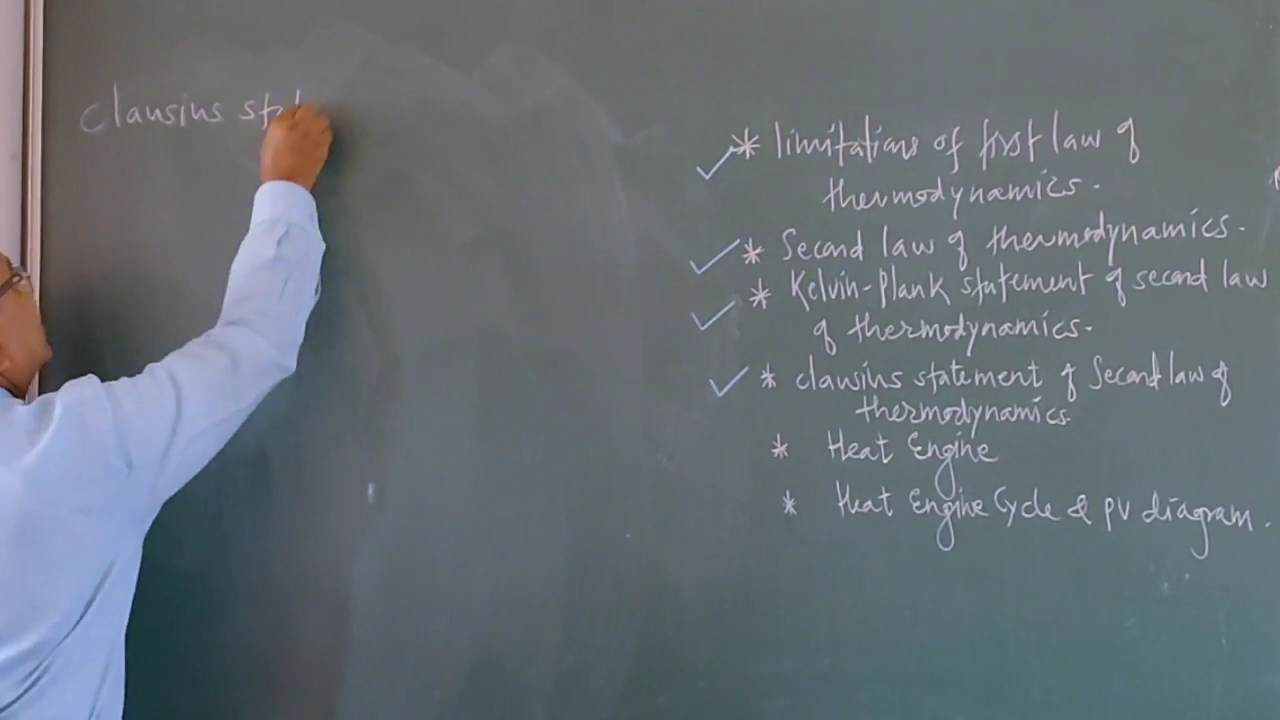 Clausius sta
* limitations of first law of
thermodynamics.
* Second law of thermodynamics.
* Kelvin-Plank statement of second law
of thermodynamics.
* clausius statement of Second law of
thermodynamics.
* Heat Engine
* Heat Engine Cycle & PV diagram.